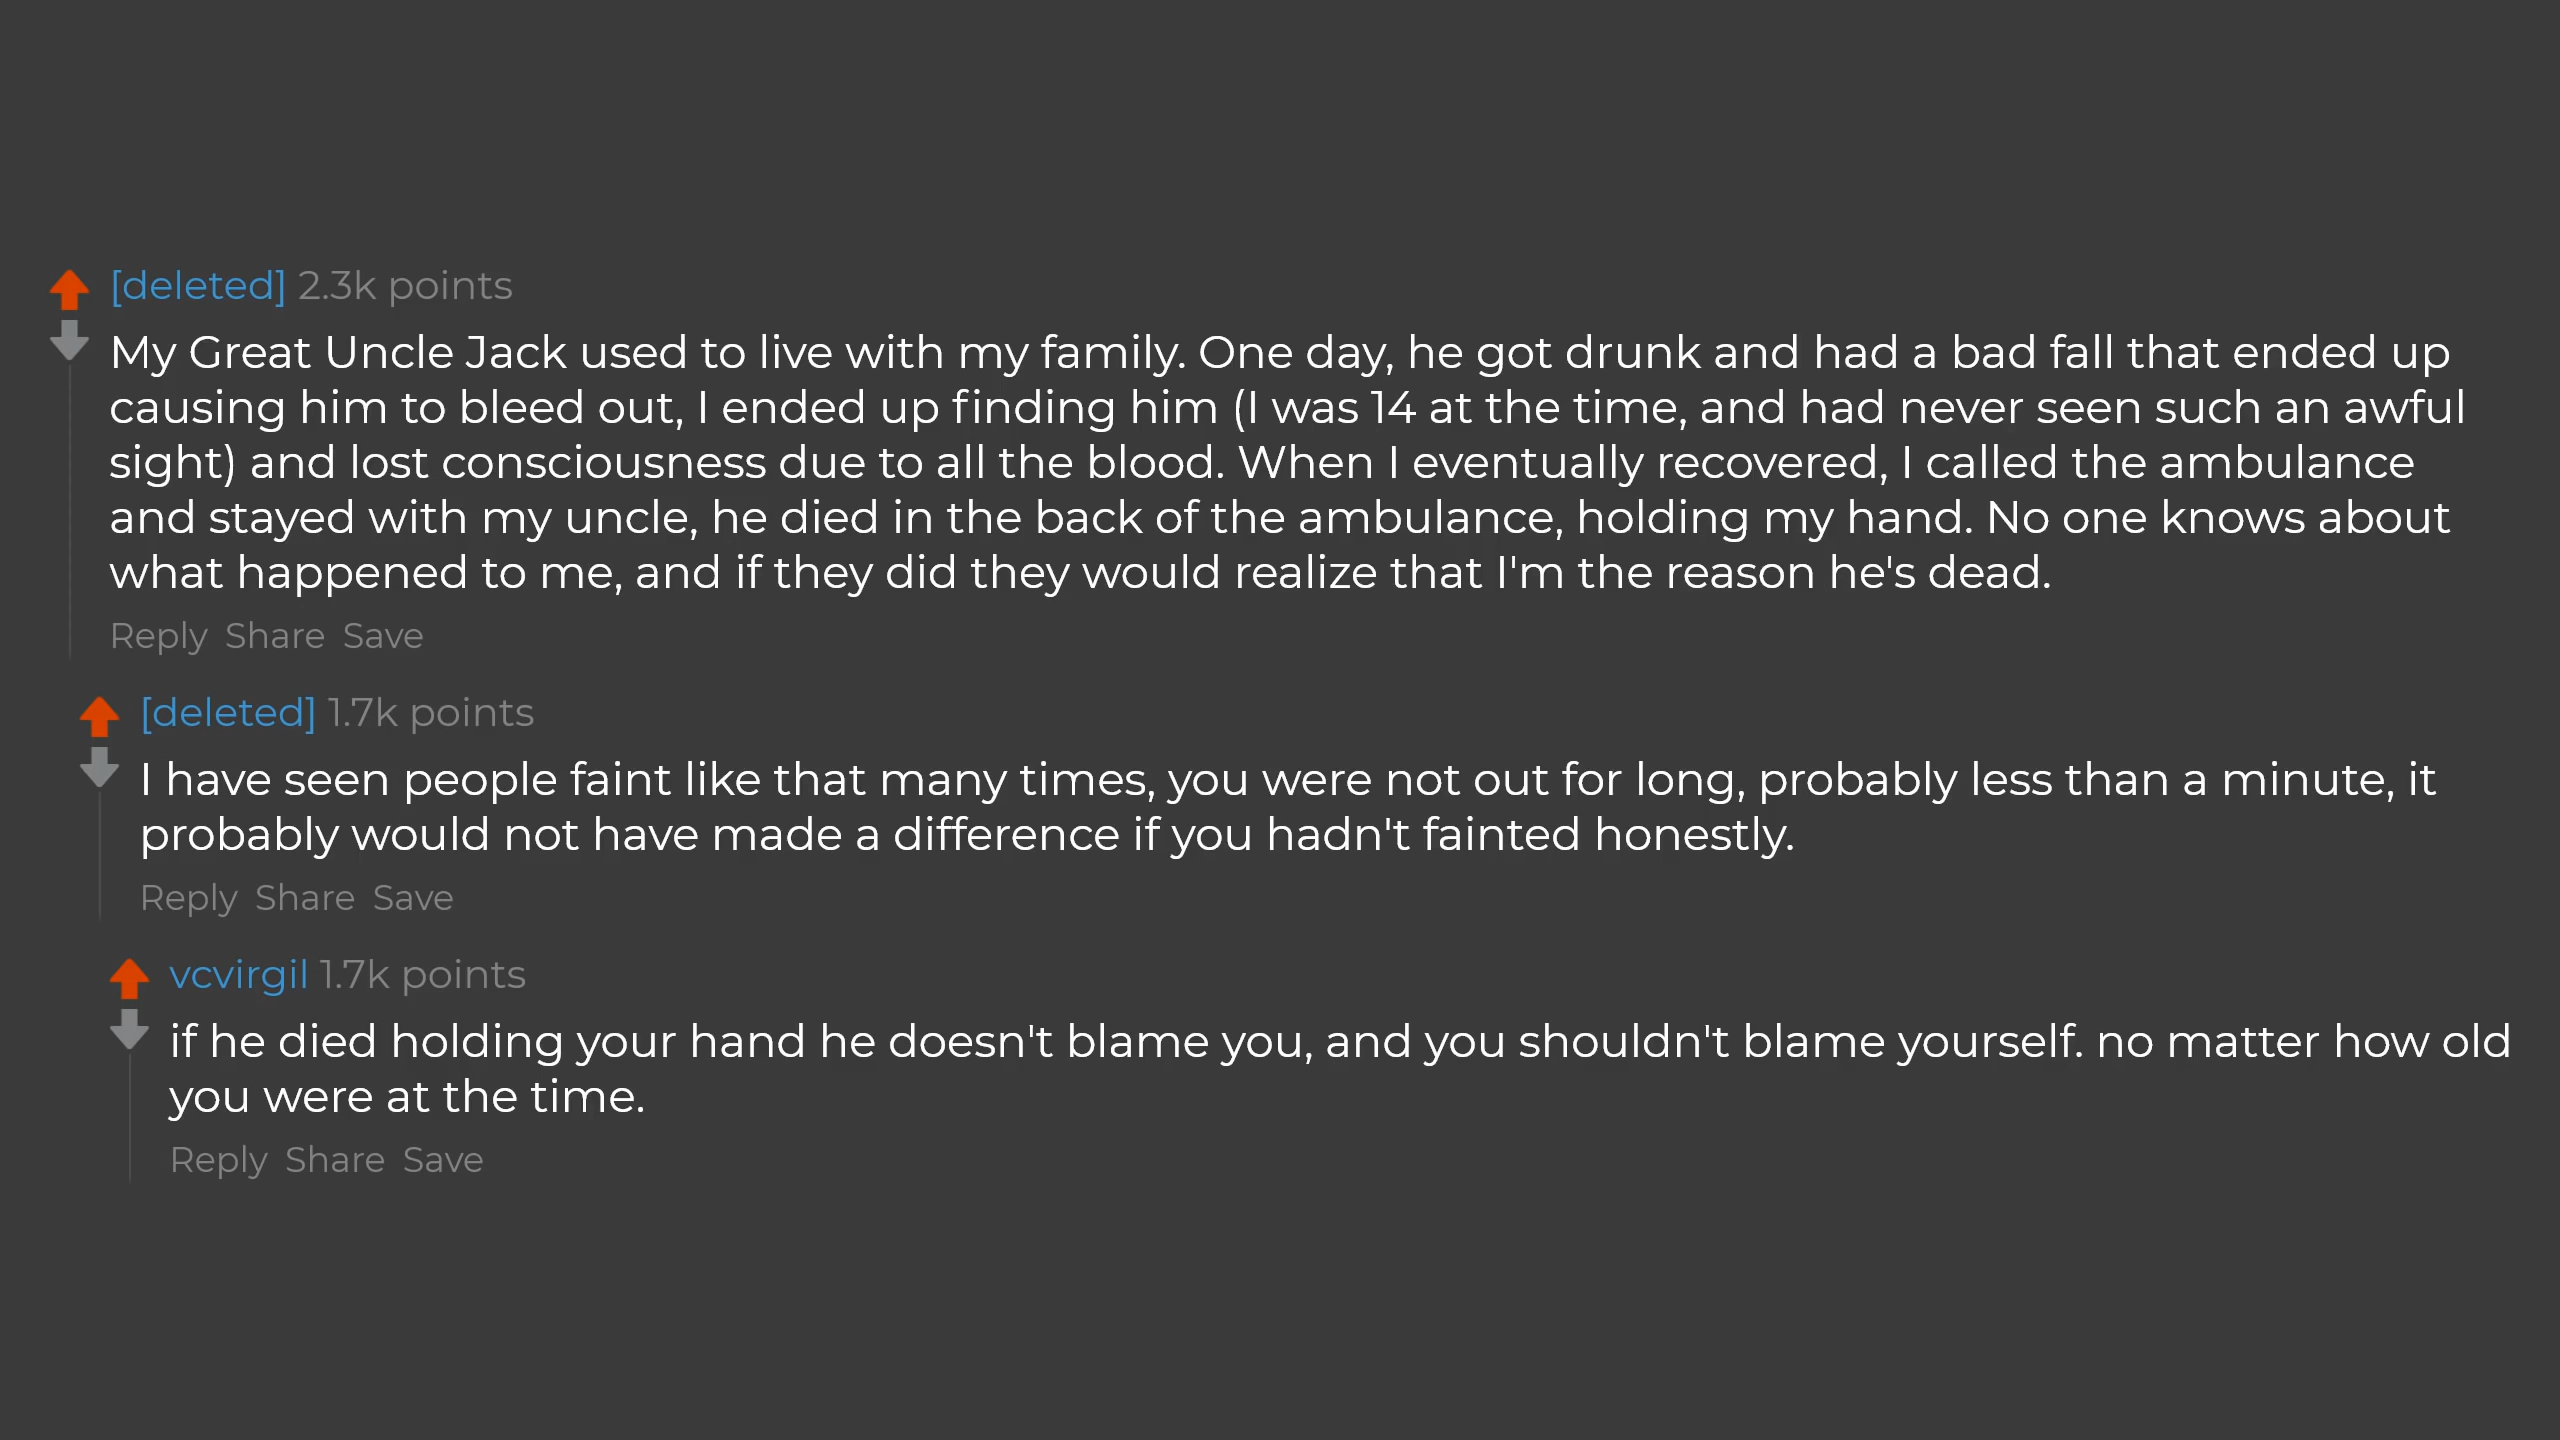 [deleted] 2.3k points
My Great Uncle Jack used to live with my family. One day, he got drunk and had a bad fall that ended up
causing him to bleed out, I ended up finding him (I was 14 at the time, and had never seen such an awful
sight) and lost consciousness due to all the blood. When I eventually recovered, I called the ambulance
and stayed with my uncle, he died in the back of the ambulance, holding my hand. No one knows about
what happened to me, and if they did they would realize that I'm the reason he's dead.
Reply Share Save
[deleted] 1.7k points
I have seen people faint like that many times, you were not out for long, probably less than a minute, it
probably would not have made a difference if you hadn't fainted honestly.
Reply Share Save
vcvirgil 1.7k points
if he died holding your hand he doesn't blame you, and you shouldn't blame yourself. no matter how old
you were at the time.
Reply Share Save